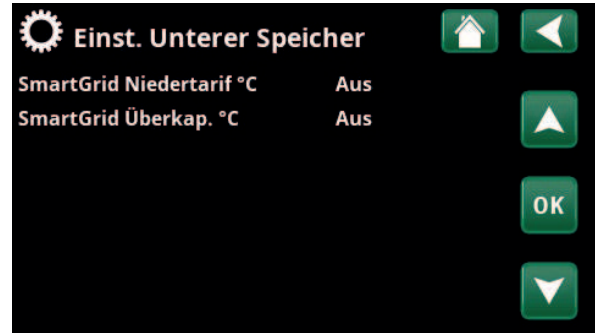 Einst. Unterer Speicher
SmartGrid Niedertarif °C Aus
SmartGrid Überkap. °C Aus
OK